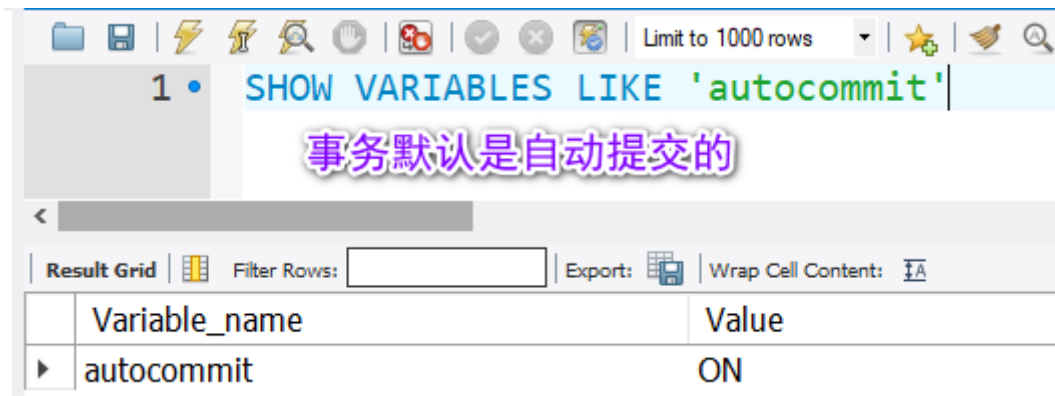 Limit to 1000 rows
1 SHOW VARIABLES LIKE 'autocommit'
事务默认是自动提交的
Result Grid Filter Rows: Export: Wrap Cell Content:
Variable_name Value
autocommit ON